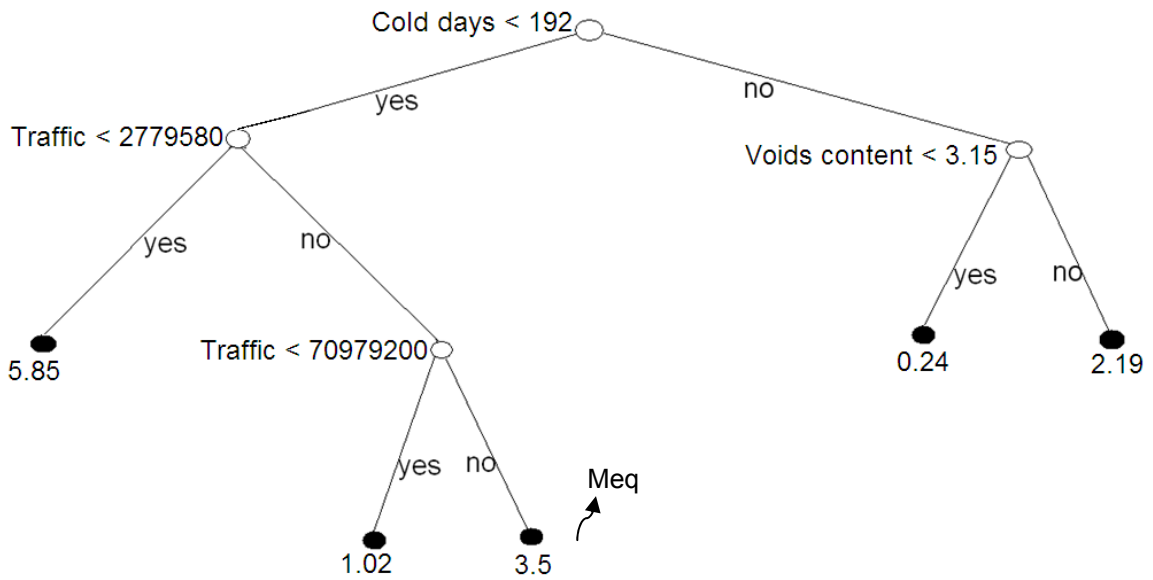 Cold days < 192
yes
no
Traffic < 2779580
Voids content < 3.15
yes
no
yes
no
Traffic < 70979200
5.85
0.24
2.19
yes
no
Meq
1.02
3.5